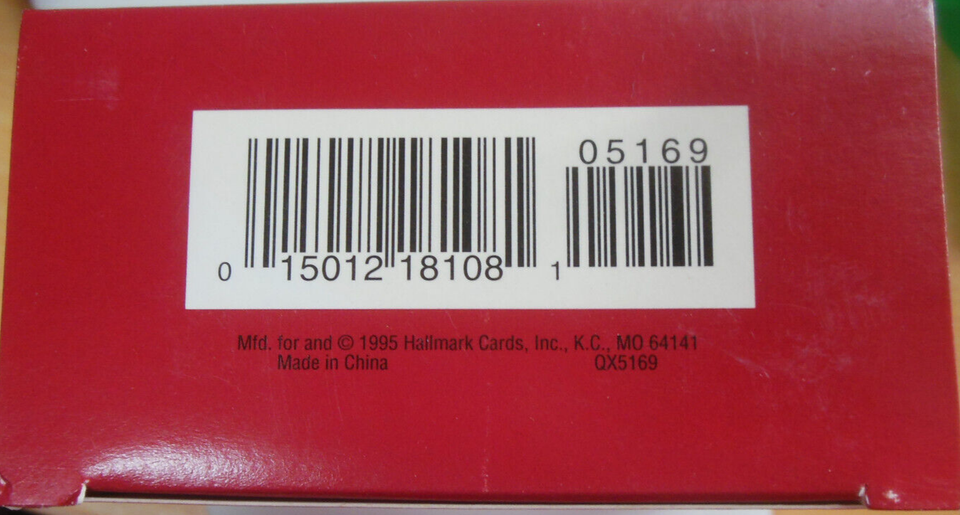 05169
0 15012 18108 1
Mfd. for and © 1995 Hallmark Cards, Inc., K.C., MO 64141
Made in China QX5169